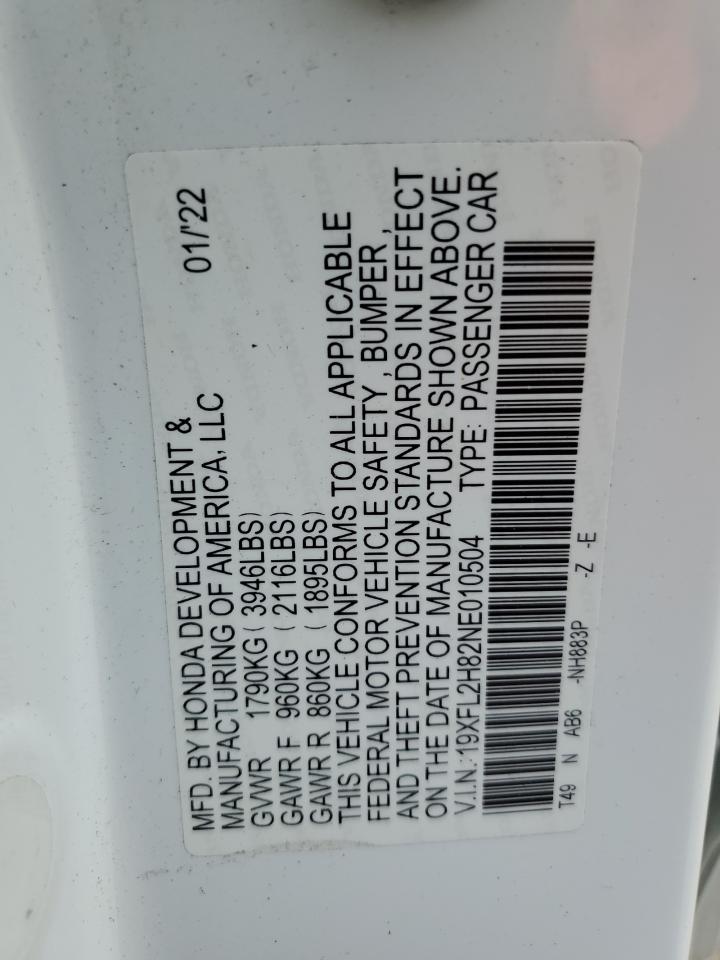 MFD. BY HONDA DEVELOPMENT &
MANUFACTURING OF AMERICA, LLC 01/'22
GVWR 1790KG ( 3946LBS)
GAWR F 960KG ( 2116LBS)
GAWR R 860KG ( 1895LBS)
THIS VEHICLE CONFORMS TO ALL APPLICABLE
FEDERAL MOTOR VEHICLE SAFETY , BUMPER ,
AND THEFT PREVENTION STANDARDS IN EFFECT
ON THE DATE OF MANUFACTURE SHOWN ABOVE.
V.I.N.: 19XFL2H82NE010504 TYPE: PASSENGER CAR
T49 N AB6 -NH883P -Z -E